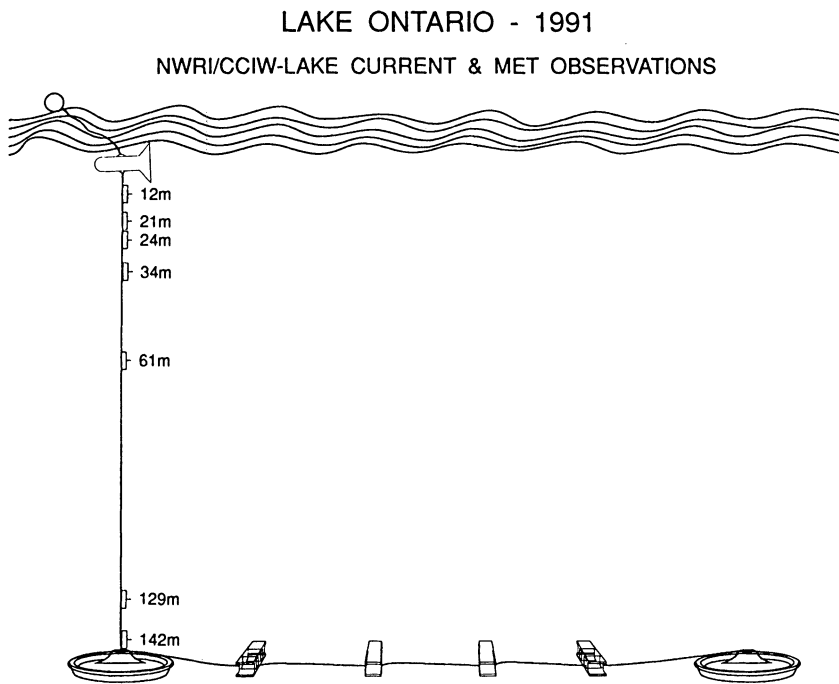 LAKE ONTARIO - 1991
NWRI/CCIW-LAKE CURRENT & MET OBSERVATIONS
12m
21m
24m
34m
61m
129m
142m